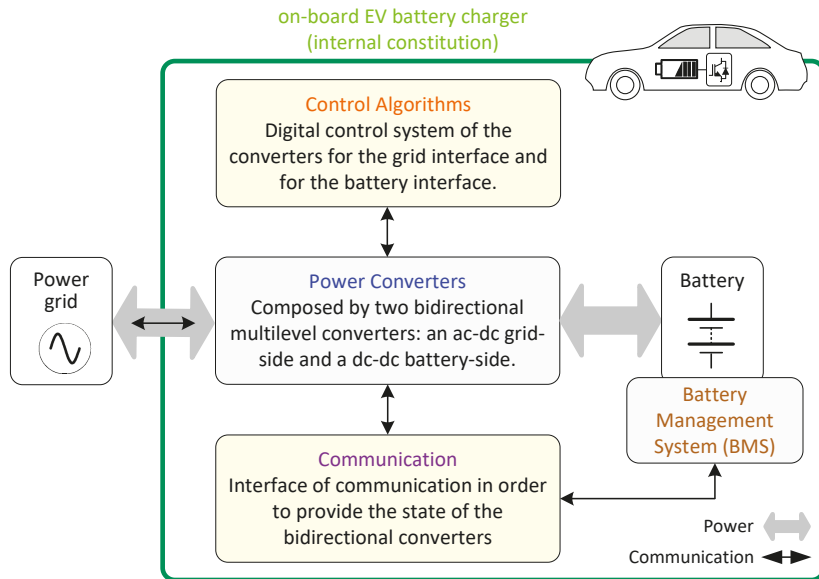 on-board EV battery charger
(internal constitution)
Control Algorithms
Digital control system of the
converters for the grid interface and
for the battery interface.
Power
grid
Power Converters
Composed by two bidirectional
multilevel converters: an ac-dc grid-
side and a dc-dc battery-side.
Battery
Battery
Management
System (BMS)
Communication
Interface of communication in order
to provide the state of the
bidirectional converters
Power
Communication